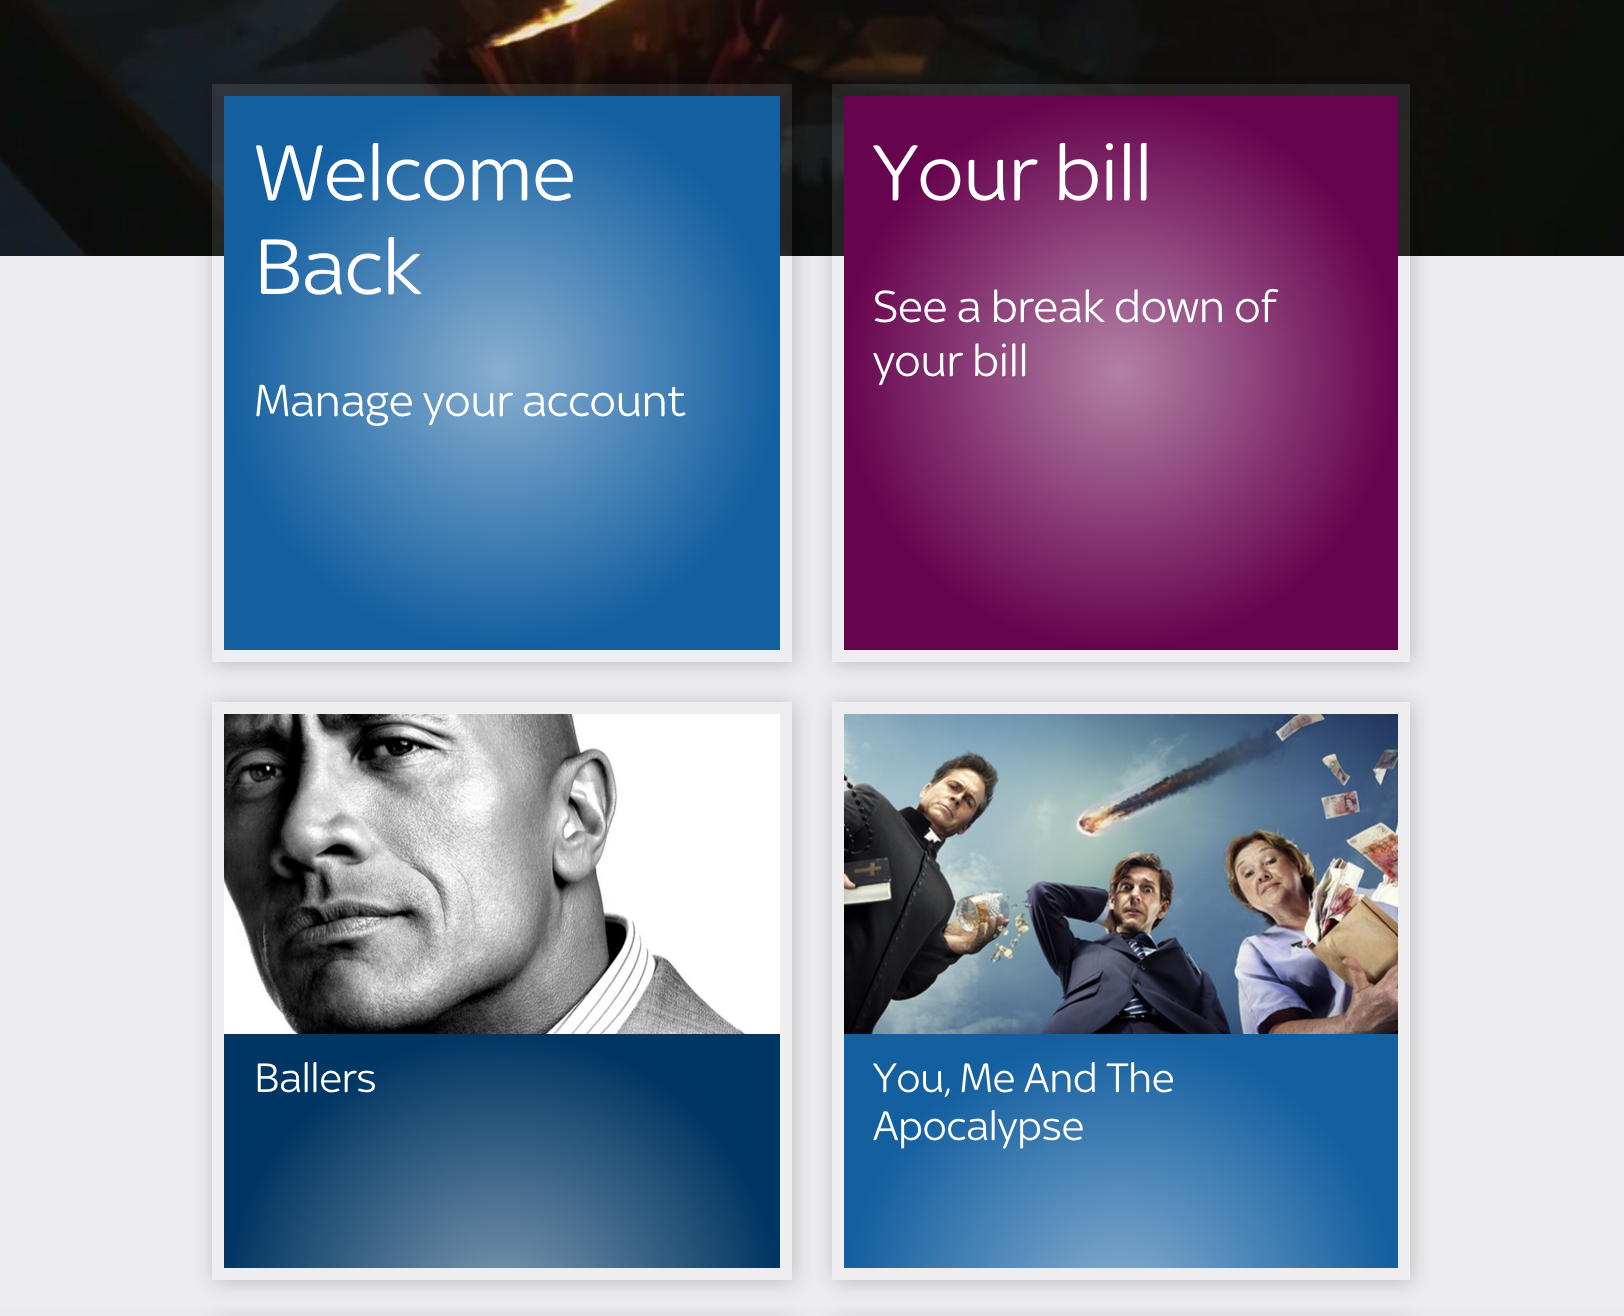 Welcome
Back
Manage your account
Your bill
See a break down of
your bill
Ballers
You, Me And The
Apocalypse